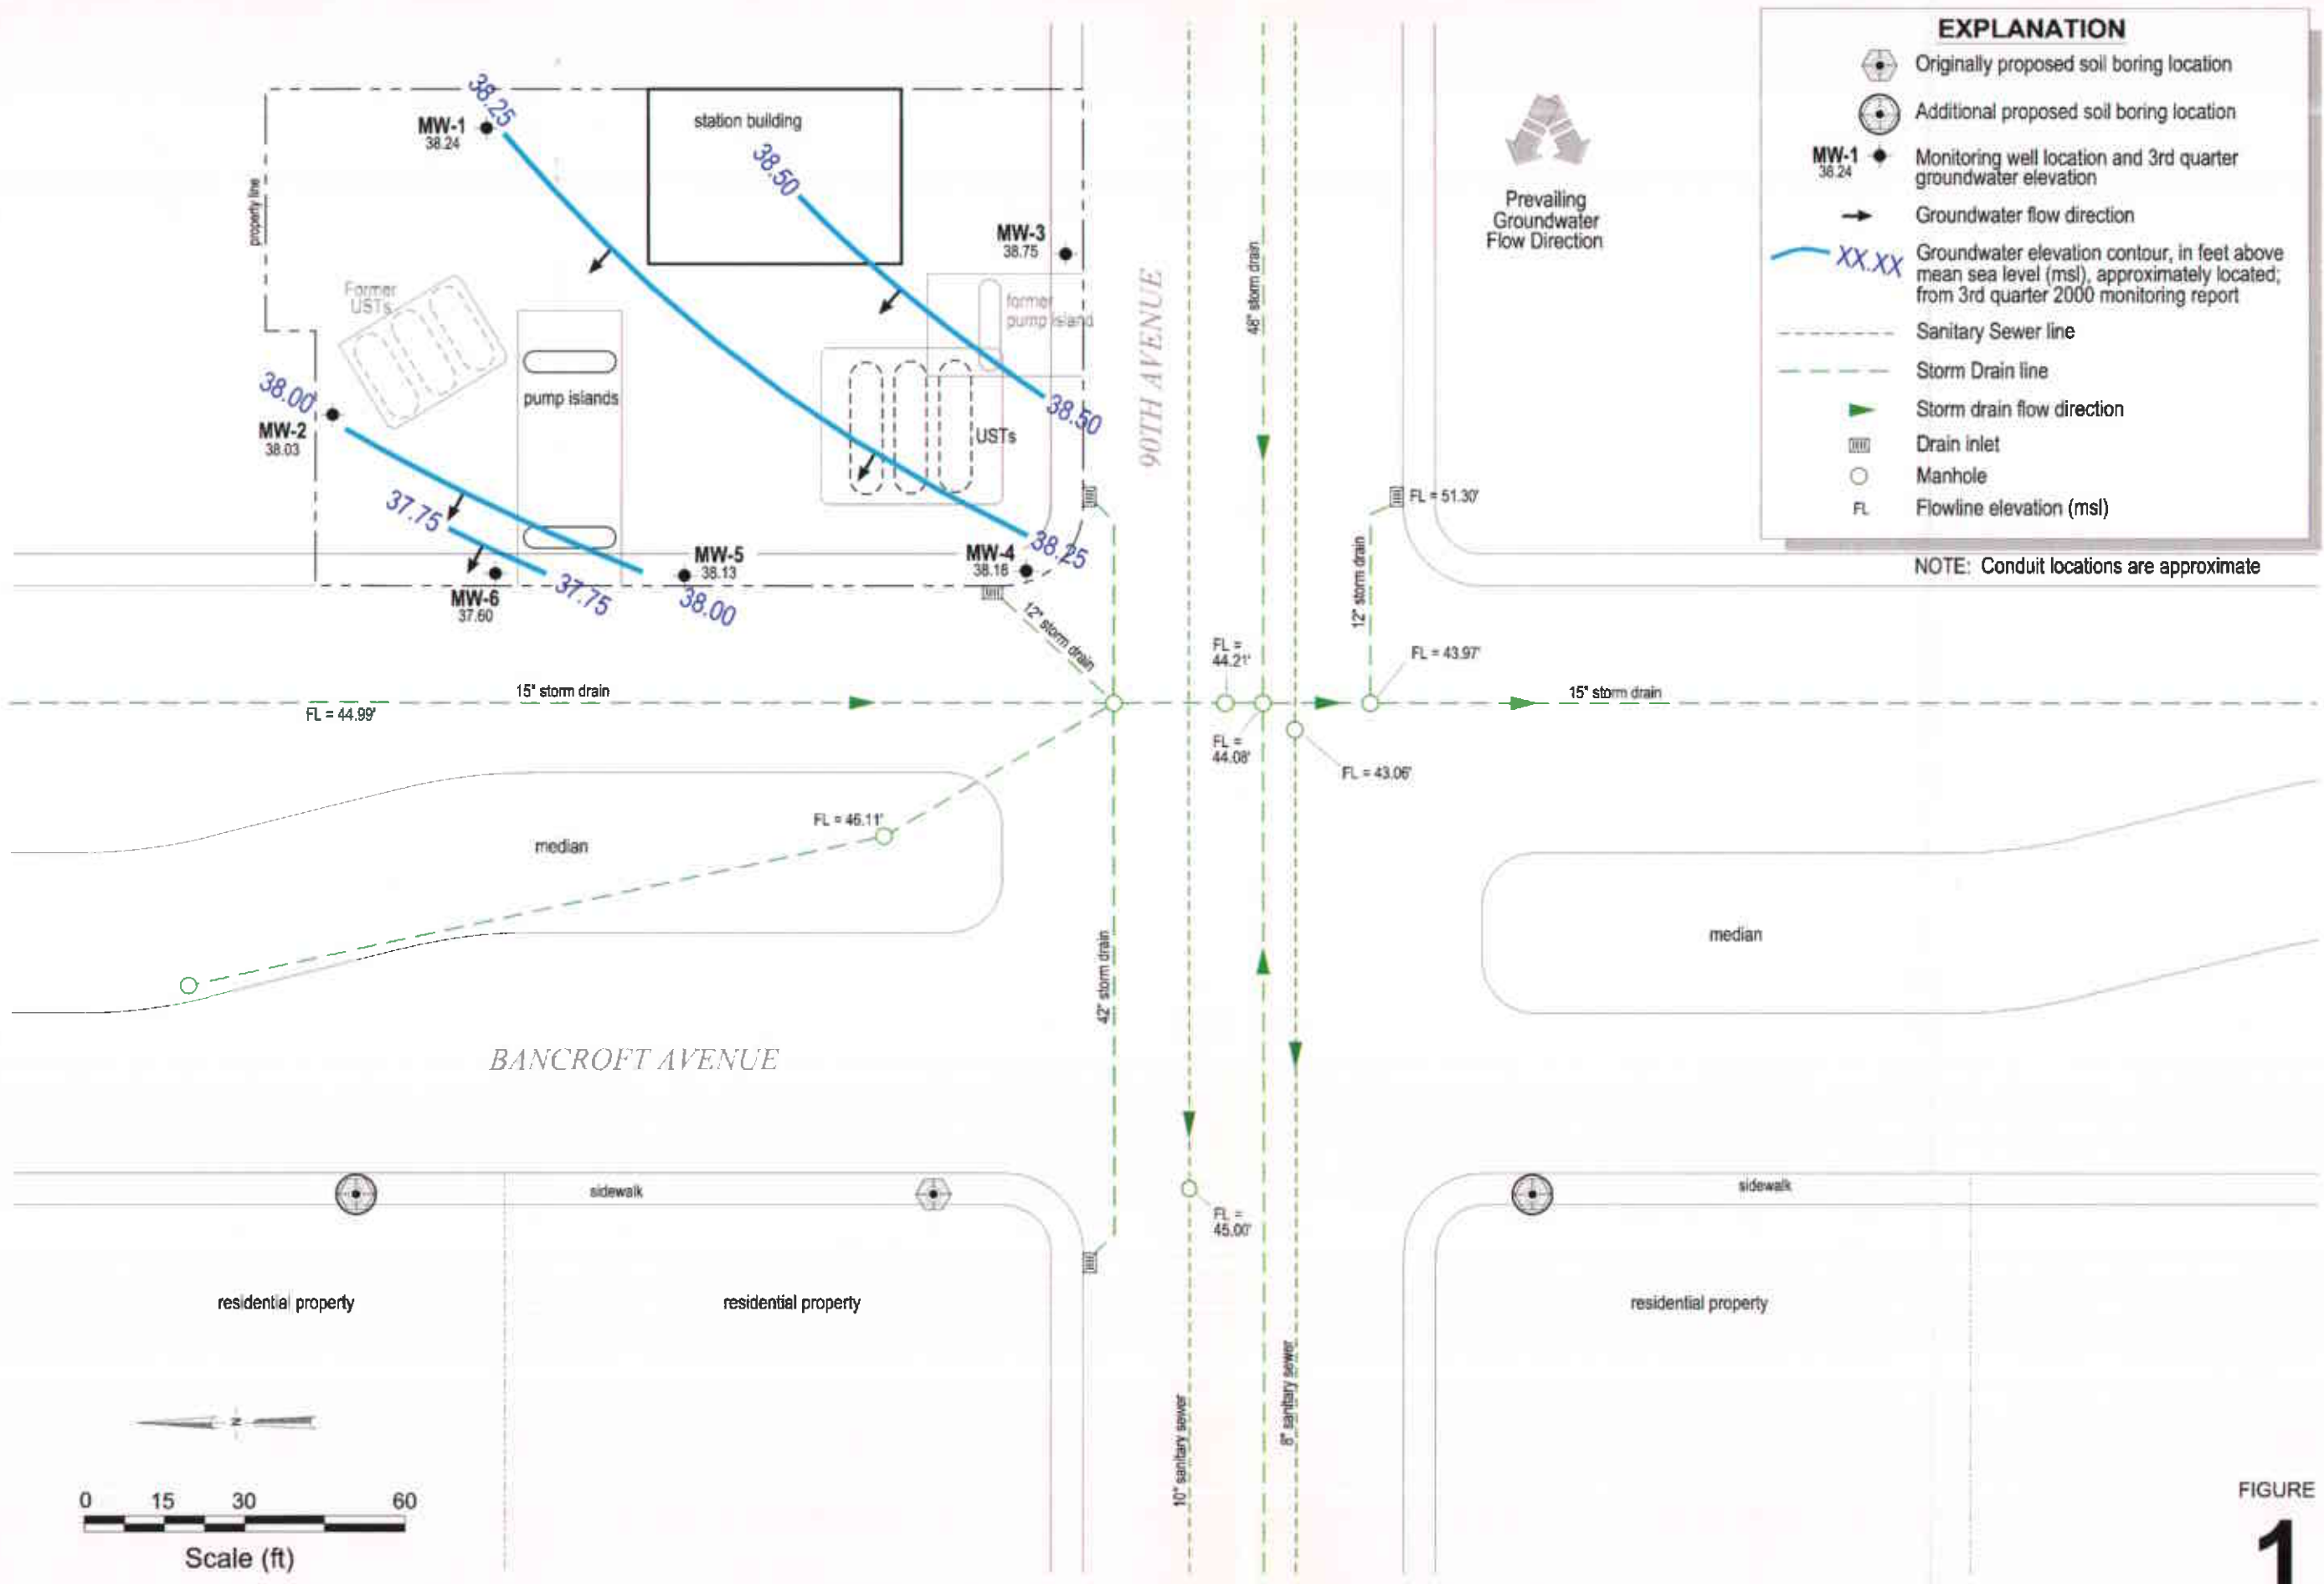 EXPLANATION
Originally proposed soil boring location
Additional proposed soil boring location
MW-1
38.24
Monitoring well location and 3rd quarter
groundwater elevation
Groundwater flow direction
XX.XX
Groundwater elevation contour, in feet above
mean sea level (msl), approximately located;
from 3rd quarter 2000 monitoring report
Sanitary Sewer line
Storm Drain line
Storm drain flow direction
Drain inlet
Manhole
FL
Flowline elevation (msl)
NOTE: Conduit locations are approximate
Prevailing
Groundwater
Flow Direction
38.25
MW-1
38.24
station building
38.50
property line
MW-3
38.75
Former
USTs
former
pump island
90TH AVENUE
48" storm drain
38.00
pump islands
38.50
MW-2
38.03
USTs
37.75
FL = 51.30'
12" storm drain
MW-5
38.13
MW-4
38.16
38.25
MW-6
37.60
37.75
38.00
12" storm drain
FL =
44.21'
FL = 43.97'
15" storm drain
15" storm drain
FL = 44.99'
FL =
44.08'
FL = 43.06'
FL = 46.11'
median
median
42" storm drain
BANCROFT AVENUE
sidewalk
sidewalk
FL =
45.00'
residential property
residential property
residential property
10" sanitary sewer
8" sanitary sewer
N
0 15 30 60
Scale (ft)
FIGURE
1